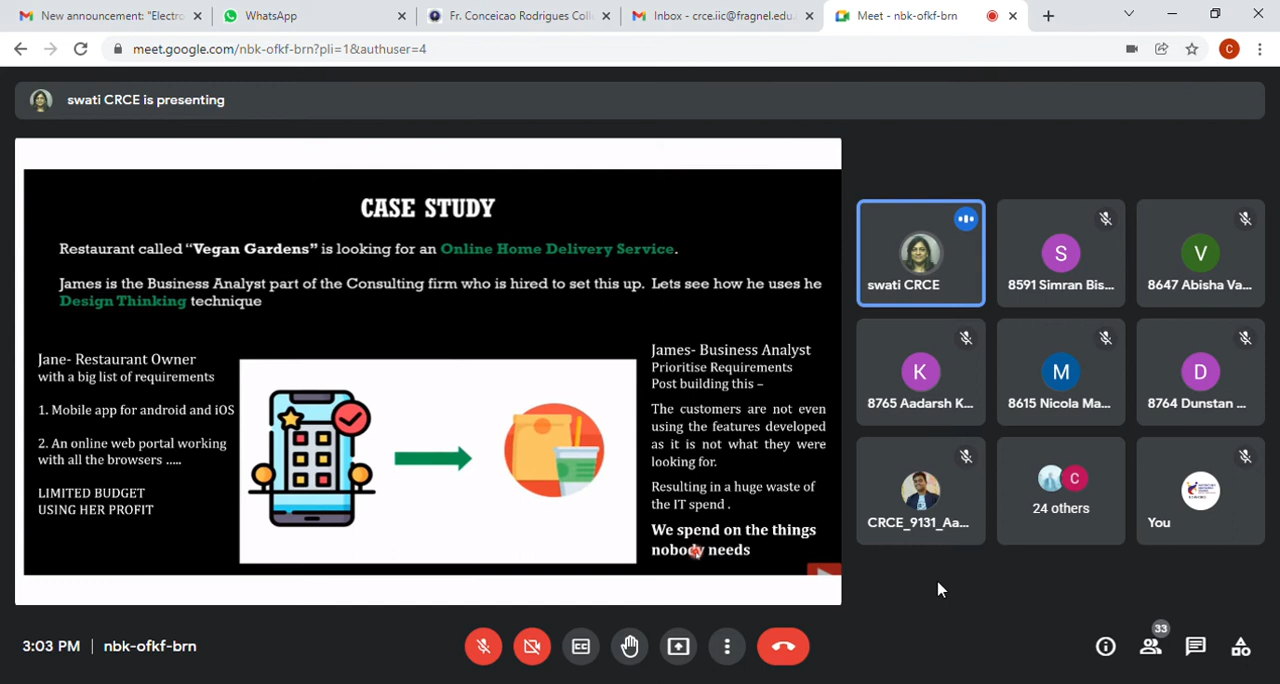 New announcement: "Electro
WhatsApp
Fr. Conceicao Rodrigues Coll
Inbox - crce.iic@fragnel.edu.
Meet - nbk-ofkf-brn
meet.google.com/nbk-ofkf-brn?pli=1&authuser=4
C
swati CRCE is presenting
CASE STUDY
Restaurant called “Vegan Gardens” is looking for an Online Home Delivery Service.
James is the Business Analyst part of the Consulting firm who is hired to set this up. Lets see how he uses he
Design Thinking technique
Jane- Restaurant Owner
with a big list of requirements
1. Mobile app for android and iOS
2. An online web portal working
with all the browsers .....
LIMITED BUDGET
USING HER PROFIT
James- Business Analyst
Prioritise Requirements
Post building this –
The customers are not even
using the features developed
as it is not what they were
looking for.
Resulting in a huge waste of
the IT spend .
We spend on the things
nobody needs
swati CRCE
S
8591 Simran Bis...
V
8647 Abisha Va...
K
8765 Aadarsh K...
M
8615 Nicola Ma...
D
8764 Dunstan ...
CRCE_9131_Aa...
C
24 others
You
3:03 PM | nbk-ofkf-brn
CC
33